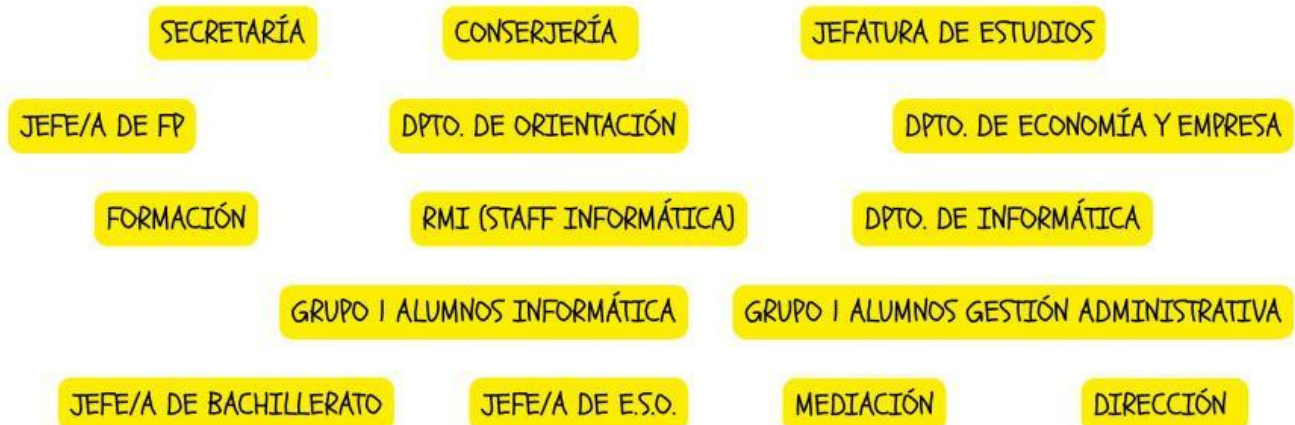 SECRETARÍA CONSERJERÍA JEFATURA DE ESTUDIOS
JEFE/A DE FP DPTO. DE ORIENTACIÓN DPTO. DE ECONOMÍA Y EMPRESA
FORMACIÓN RMI (STAFF INFORMÁTICA) DPTO. DE INFORMÁTICA
GRUPO 1 ALUMNOS INFORMÁTICA GRUPO 1 ALUMNOS GESTIÓN ADMINISTRATIVA
JEFE/A DE BACHILLERATO JEFE/A DE E.S.O. MEDIACIÓN DIRECCIÓN